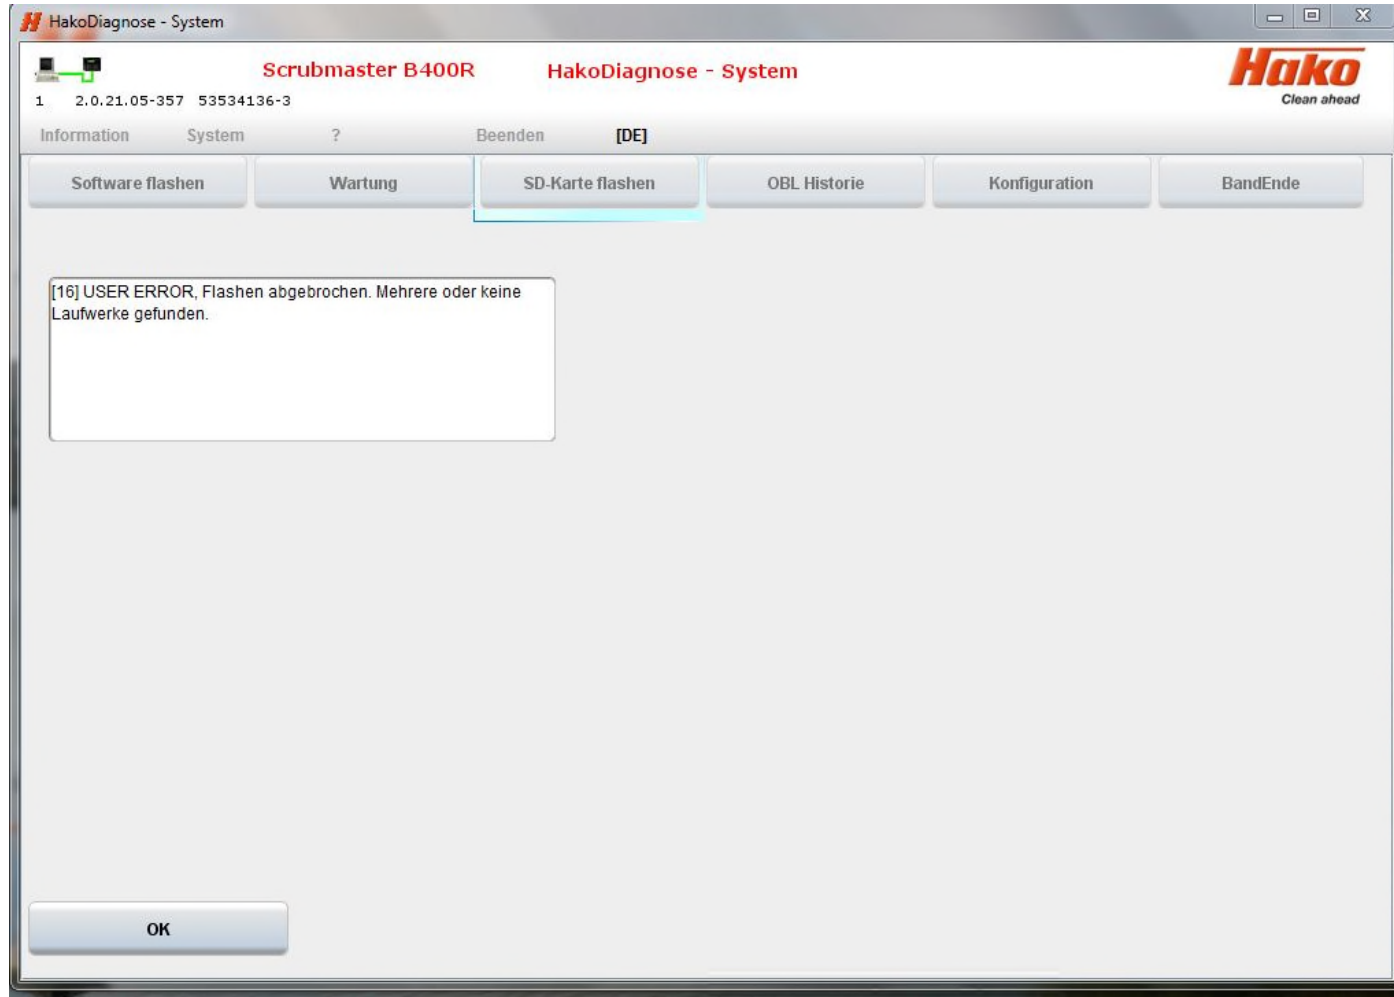 HakoDiagnose - System
Scrubmaster B400R HakoDiagnose - System
Hako
Clean ahead
1 2.0.21.05-357 53534136-3
Information System ? Beenden [DE]
Software flashen Wartung SD-Karte flashen OBL Historie Konfiguration BandEnde
[16] USER ERROR, Flashen abgebrochen. Mehrere oder keine
Laufwerke gefunden.
OK